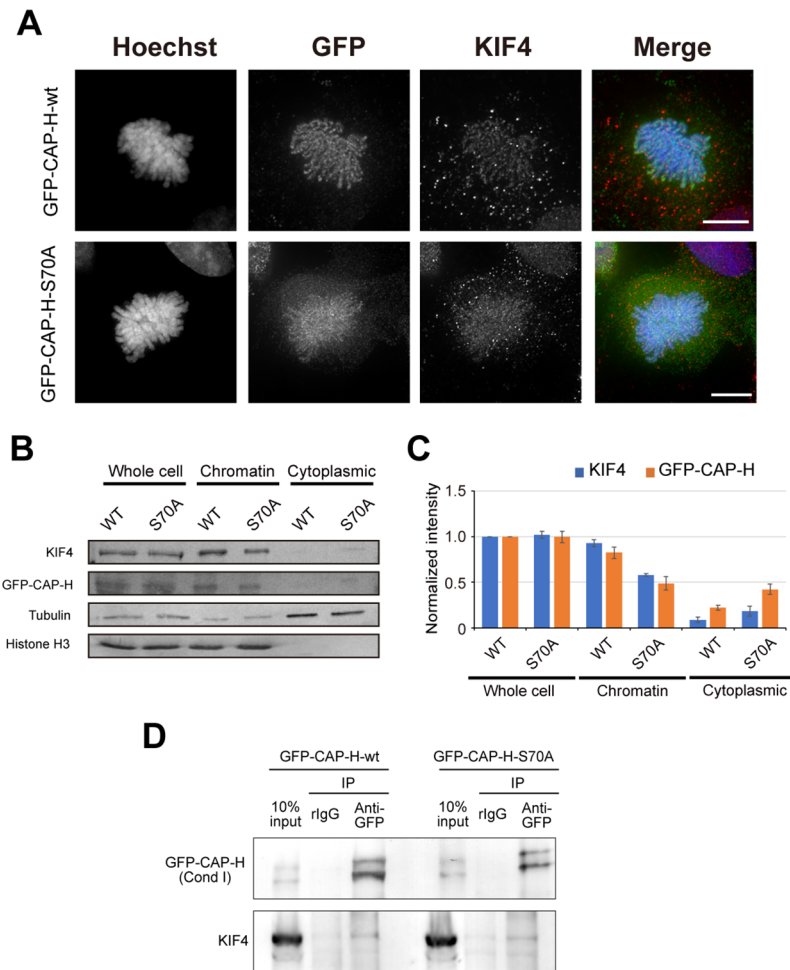 A
Hoechst GFP KIF4 Merge
GFP-CAP-H-wt
GFP-CAP-H-S70A
B
Whole cell Chromatin Cytoplasmic
WT S70A WT S70A WT S70A
KIF4
GFP-CAP-H
Tubulin
Histone H3
C
KIF4 GFP-CAP-H
Normalized intensity
1.5
1.0
0.5
0
WT S70A WT S70A WT S70A
Whole cell Chromatin Cytoplasmic
D
GFP-CAP-H-wt GFP-CAP-H-S70A
IP IP
10% input rIgG Anti-GFP 10% input rIgG Anti-GFP
GFP-CAP-H
(Cond I)
KIF4